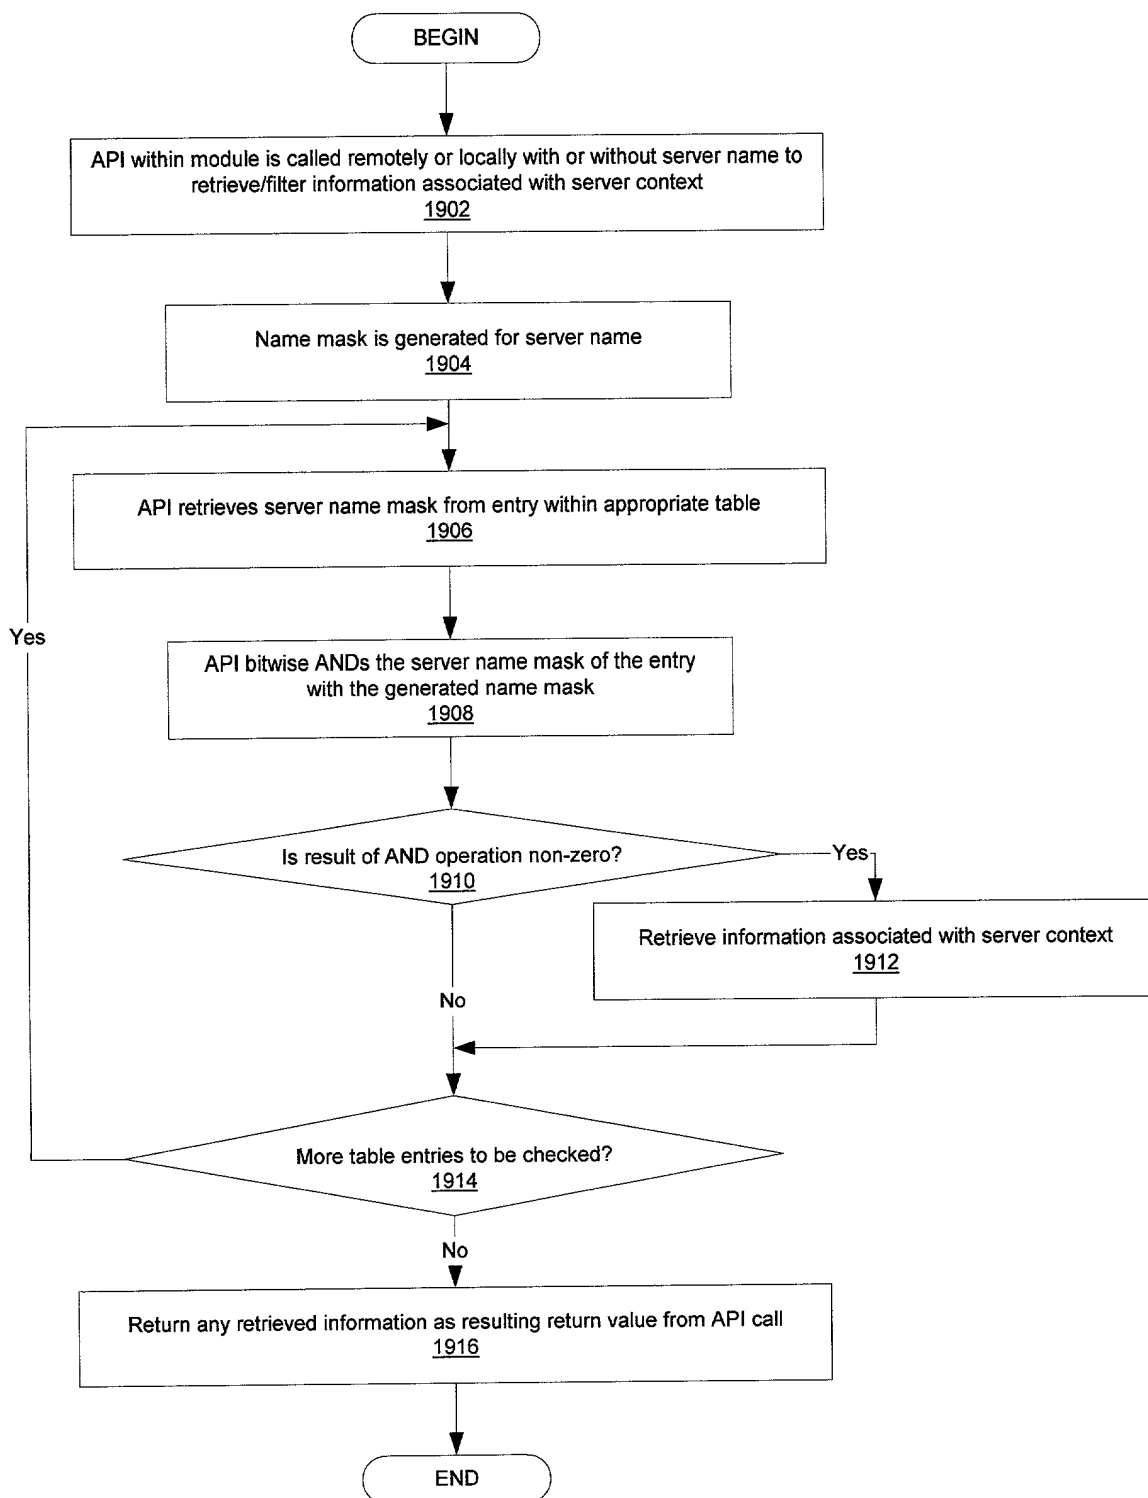 BEGIN
API within module is called remotely or locally with or without server name to
retrieve/filter information associated with server context
1902
Name mask is generated for server name
1904
API retrieves server name mask from entry within appropriate table
1906
Yes
API bitwise ANDs the server name mask of the entry
with the generated name mask
1908
Is result of AND operation non-zero?
1910
Yes
Retrieve information associated with server context
1912
No
More table entries to be checked?
1914
No
Return any retrieved information as resulting return value from API call
1916
END